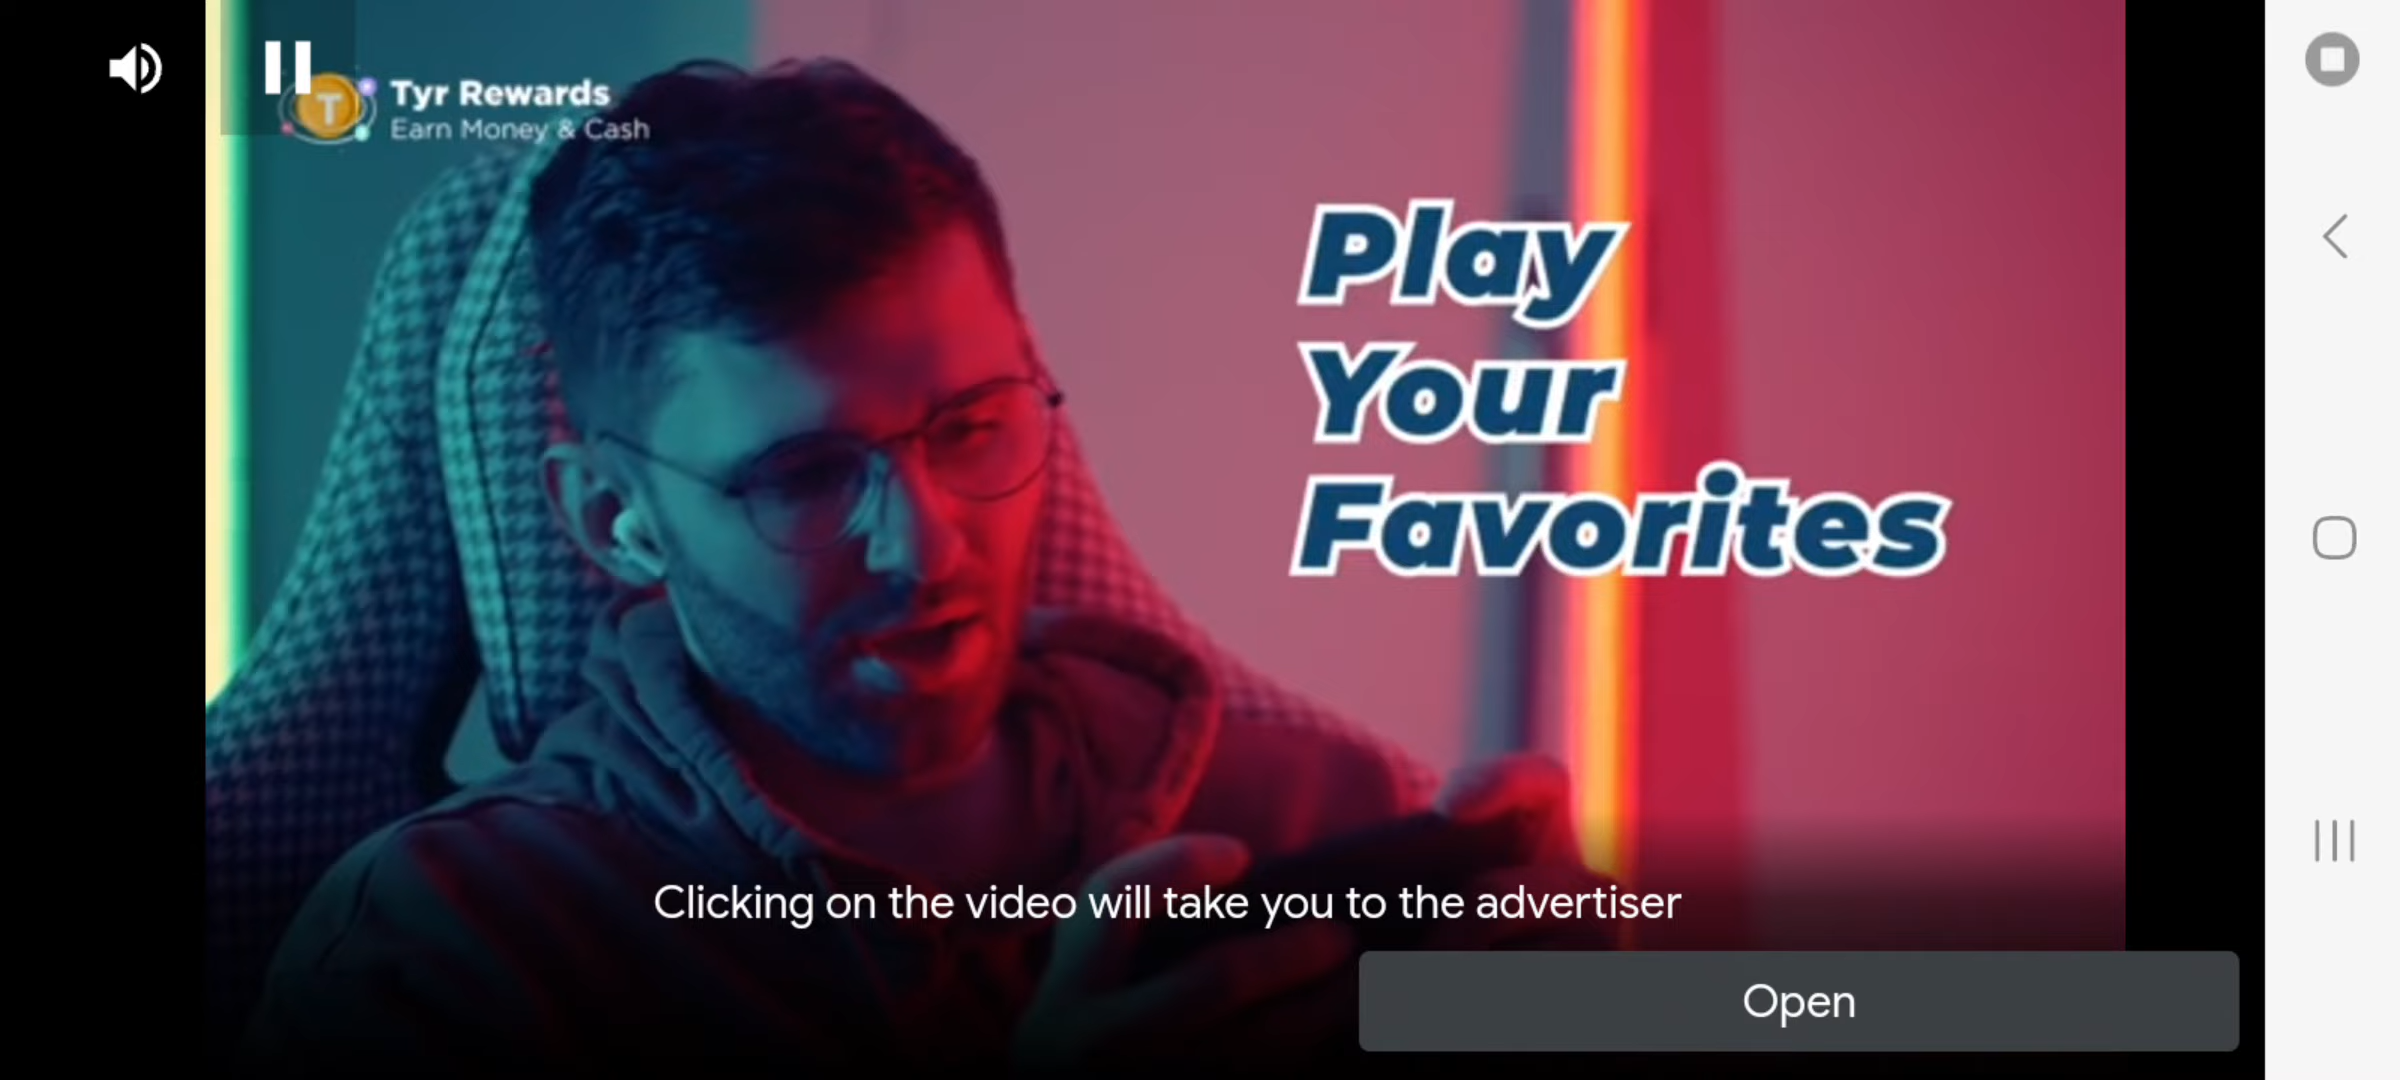 Tyr Rewards
Earn Money & Cash
Play
Your
Favorites
Clicking on the video will take you to the advertiser
Open